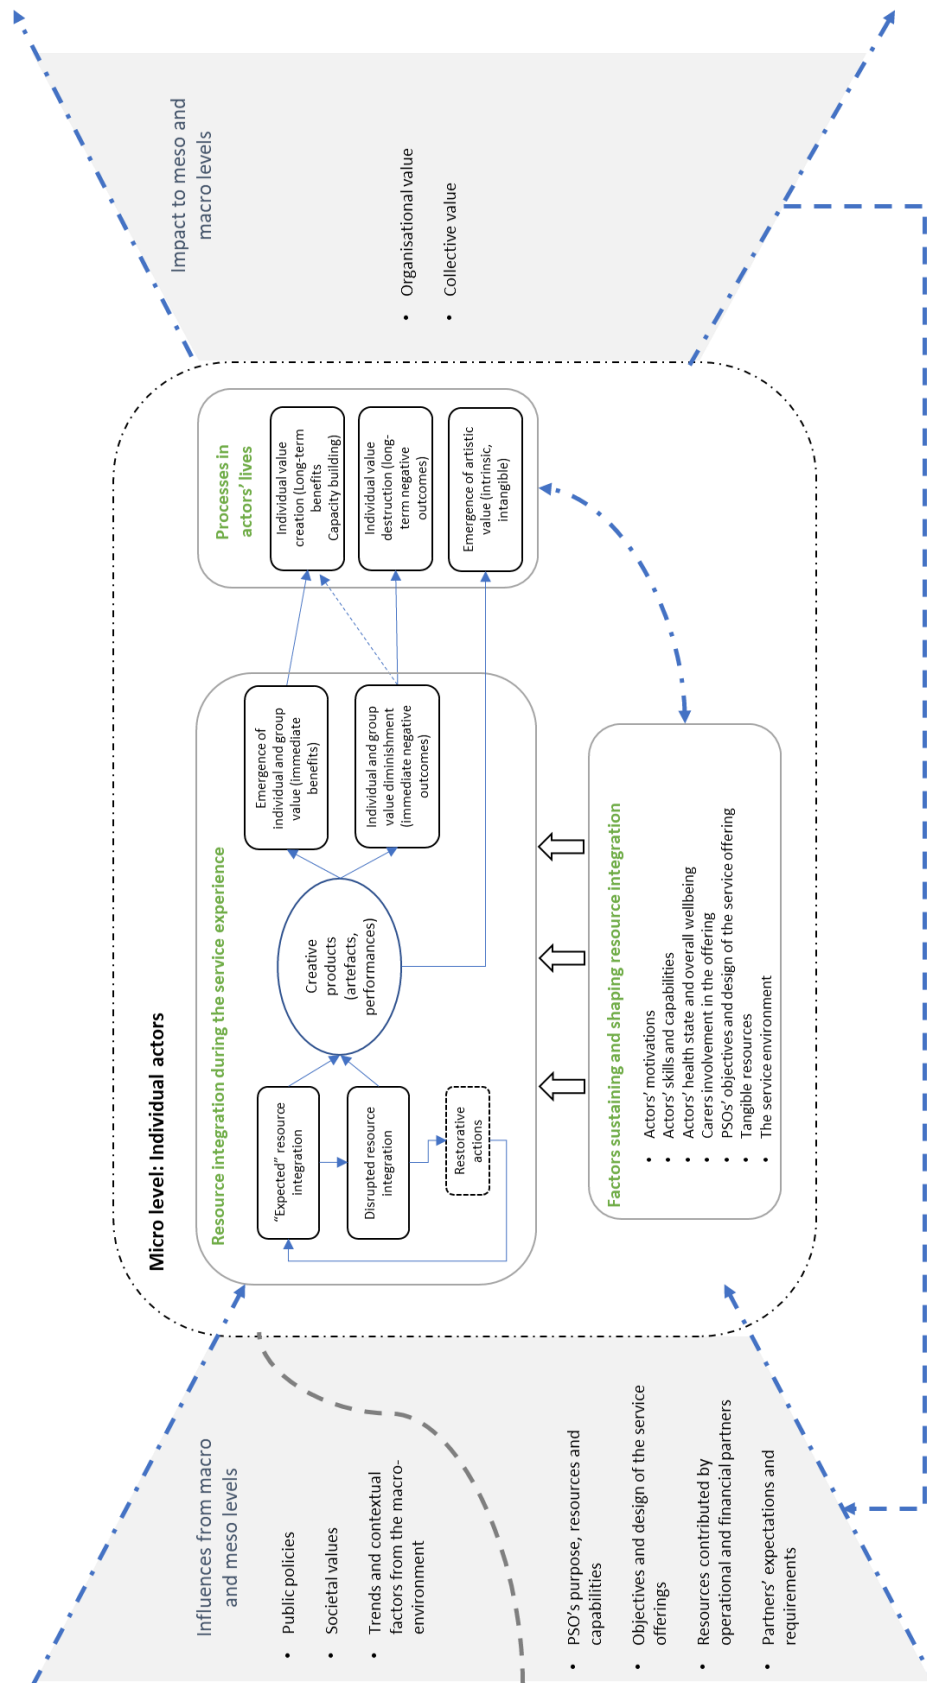 Influences from macro
and meso levels
• Public policies
• Societal values
• Trends and contextual
factors from the macro-
environment
• PSO's purpose, resources and
capabilities
• Objectives and design of the service
offerings
• Resources contributed by
operational and financial partners
• Partners' expectations and
requirements
Micro level: Individual actors
Resource integration during the service experience
“Expected” resource
integration
Disrupted resource
integration
Restorative
actions
Creative
products
(artefacts,
performances)
Emergence of
individual and group
value (immediate
benefits)
Individual and group
value diminishment
(immediate negative
outcomes)
Factors sustaining and shaping resource integration
• Actors' motivations
• Actors' skills and capabilities
• Actors' health state and overall wellbeing
• Carers involvement in the offering
• PSOs' objectives and design of the service offering
• Tangible resources
• The service environment
Processes in
actors' lives
Individual value
creation (Long-term
benefits
Capacity building)
Individual value
destruction (long-
term negative
outcomes)
Emergence of artistic
value (intrinsic,
intangible)
Impact to meso and
macro levels
• Organisational value
• Collective value